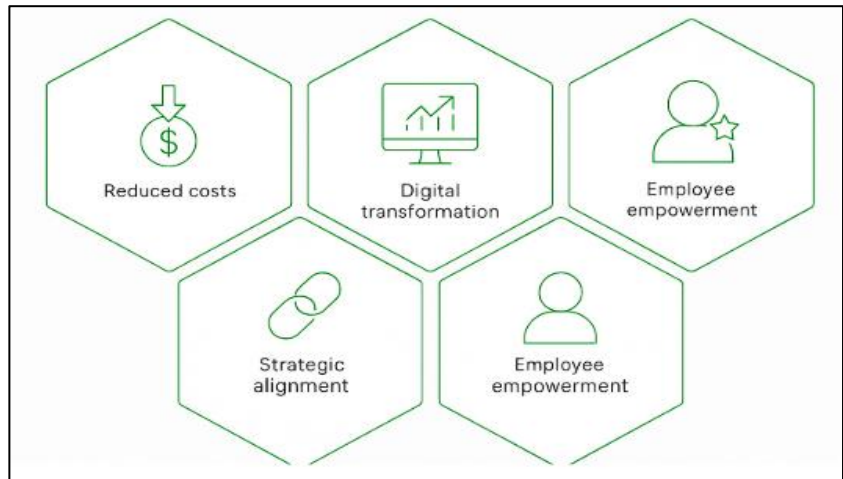 Reduced costs
Digital
transformation
Employee
empowerment
Strategic
alignment
Employee
empowerment